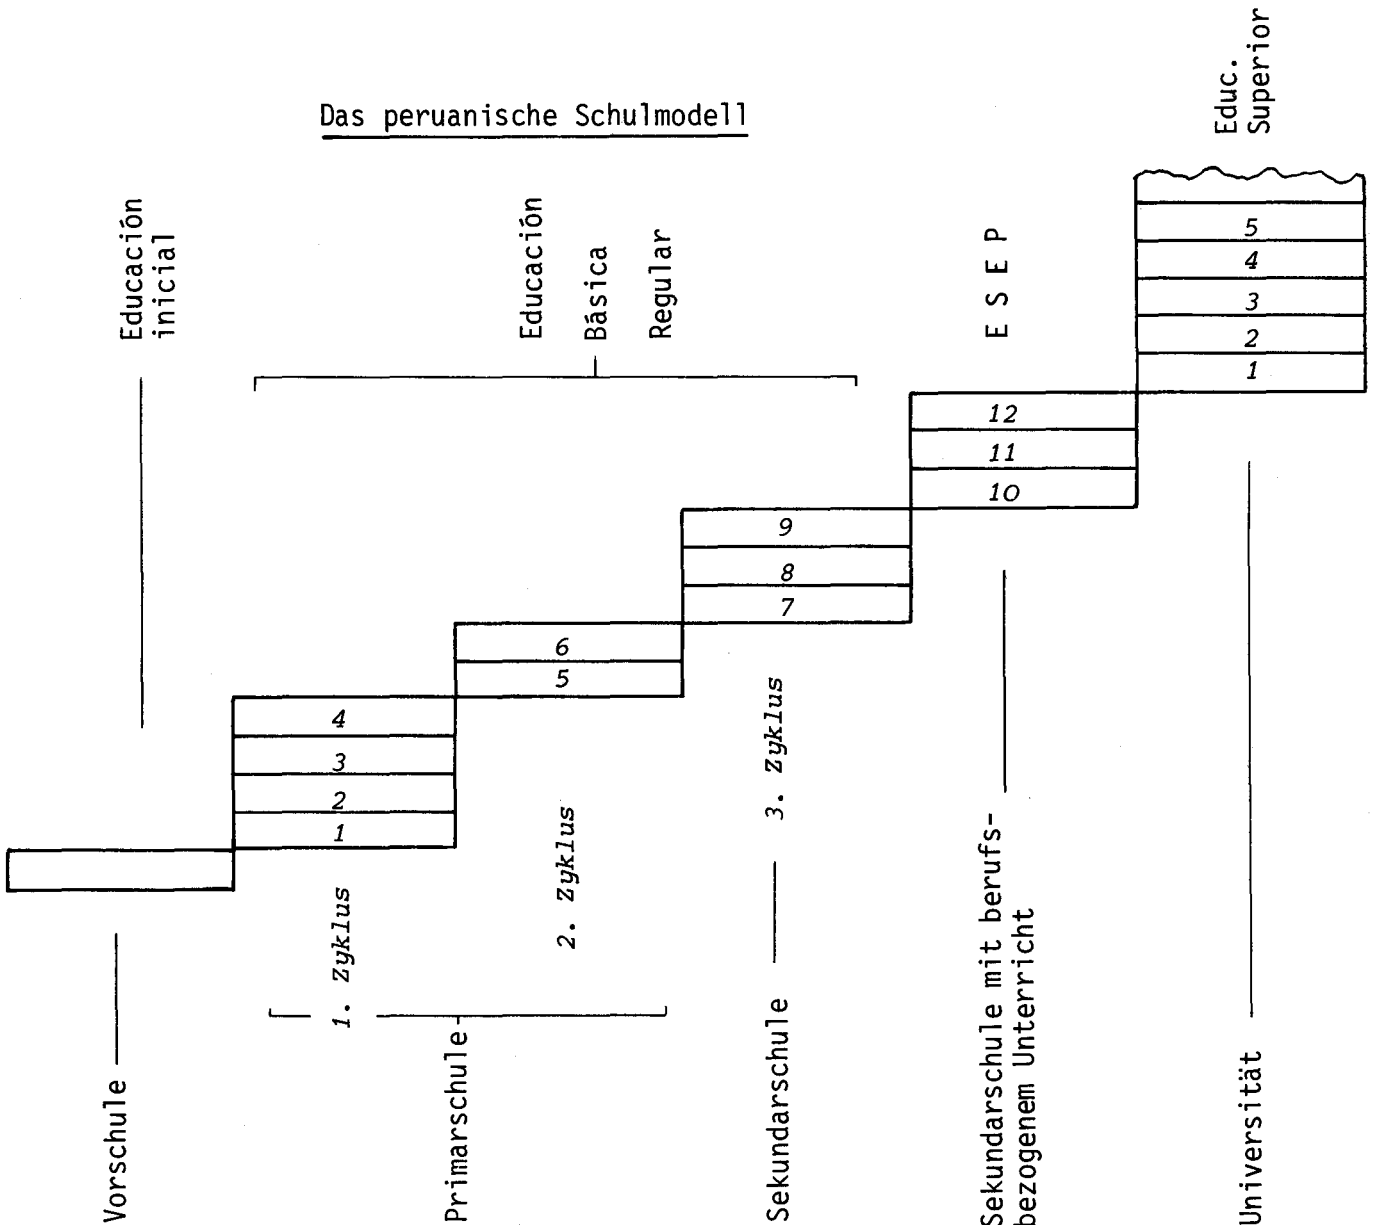 Das peruanische Schulmodell
Educación
inicial
Educación
Básica
Regular
E S E P
Educ.
Superior
5
4
3
2
1
12
11
10
9
8
7
6
5
4
3
2
1
1. Zyklus
2. Zyklus
3. Zyklus
Vorschule
Primarschule
Sekundarschule
Sekundarschule mit berufs-
bezogenem Unterricht
Universität